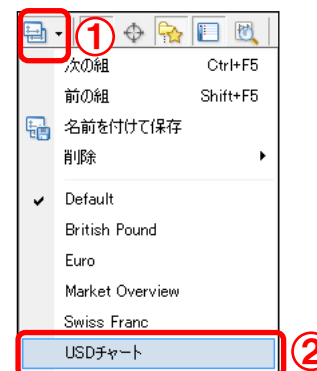 ①
次の組 Ctrl+F5
前の組 Shift+F5
名前を付けて保存
削除
Default
British Pound
Euro
Market Overview
Swiss Franc
USDチャート
②